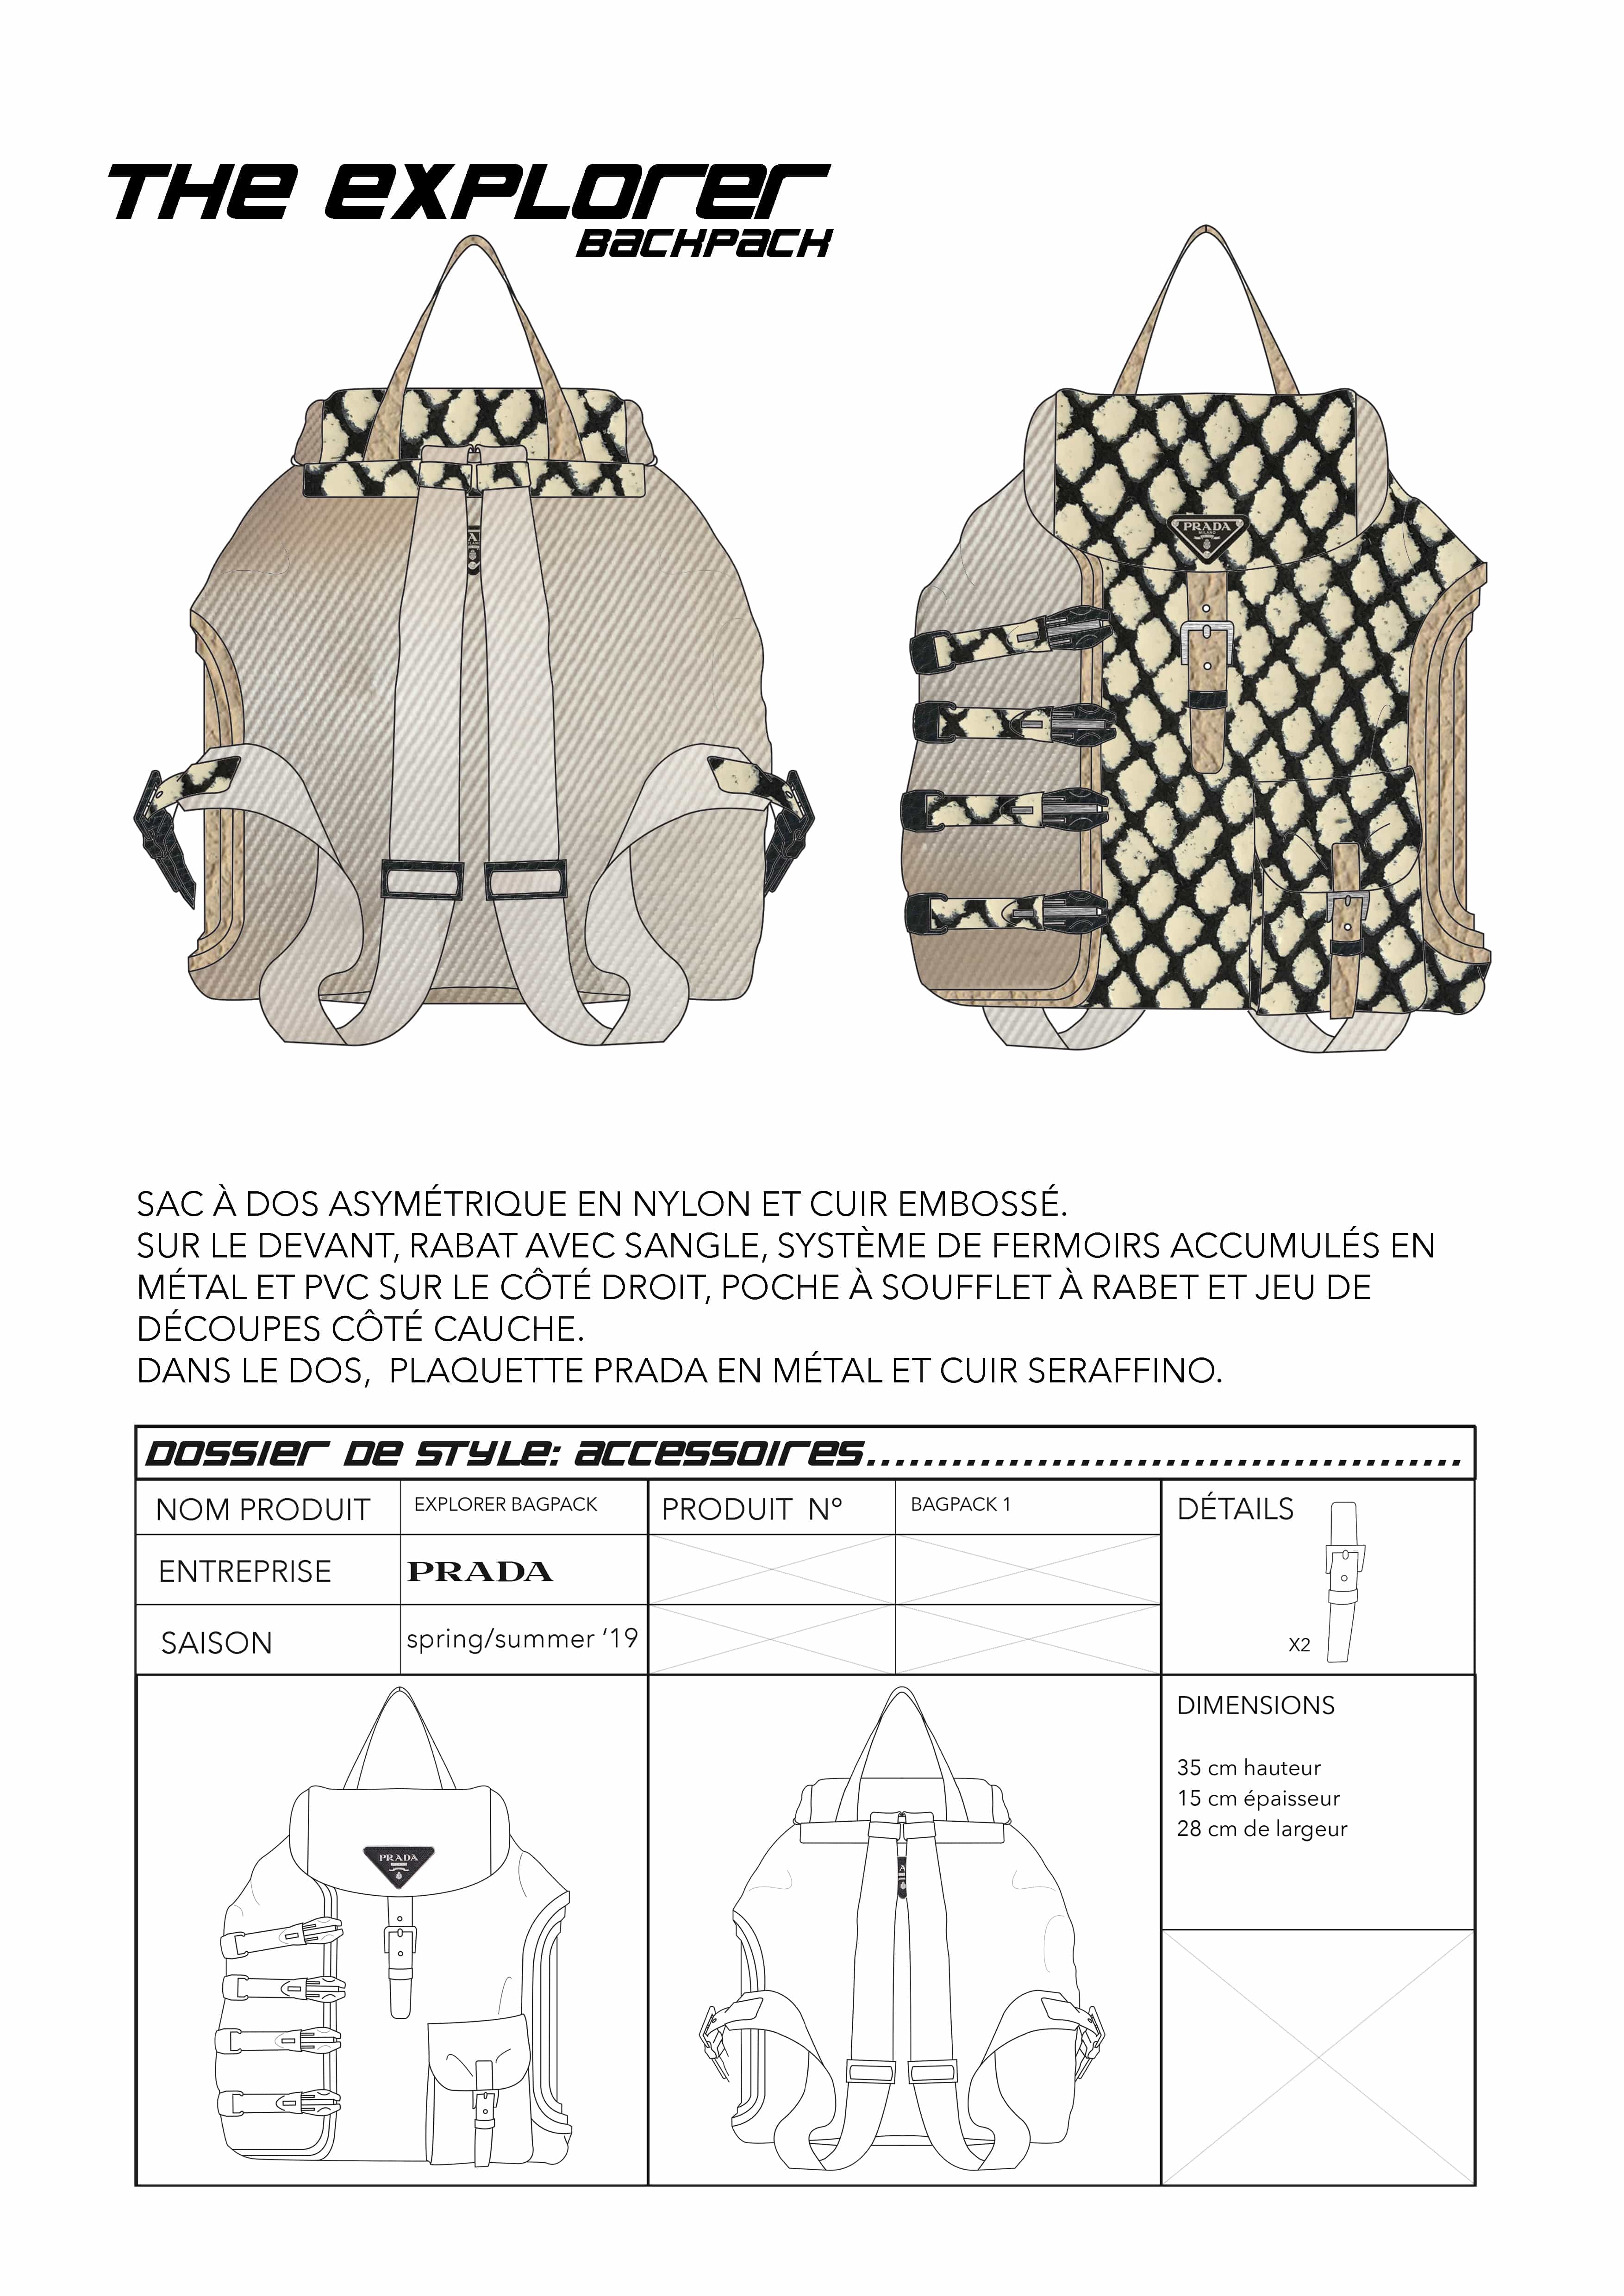 THE EXPLORER
BACKPACK
PRADA
MILANO
SAC À DOS ASYMÉTRIQUE EN NYLON ET CUIR EMBOSSÉ.
SUR LE DEVANT, RABAT AVEC SANGLE, SYSTÈME DE FERMOIRS ACCUMULÉS EN
MÉTAL ET PVC SUR LE CÔTÉ DROIT, POCHE À SOUFFLET À RABET ET JEU DE
DÉCOUPES CÔTÉ CAUCHE.
DANS LE DOS, PLAQUETTE PRADA EN MÉTAL ET CUIR SERAFFINO.
DOSSIER DE STYLE: ACCESSOIRES..........................................
NOM PRODUIT EXPLORER BAGPACK PRODUIT N° BAGPACK 1 DÉTAILS
ENTREPRISE PRADA
SAISON spring/summer ‘19
X2
DIMENSIONS
35 cm hauteur
15 cm épaisseur
28 cm de largeur
PRADA